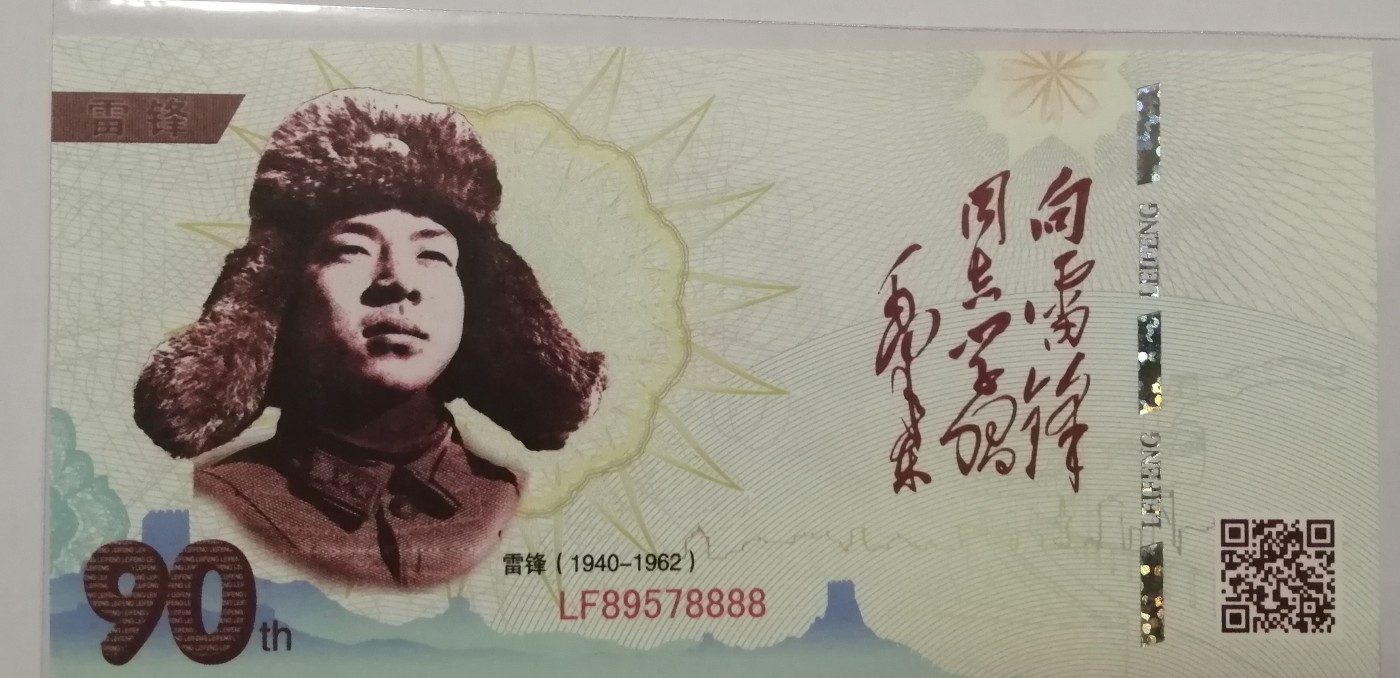 雷锋
向雷锋
同志学习
毛泽东
LEIFENG
LEIFENG
雷锋（1940-1962）
LF89578888
90th